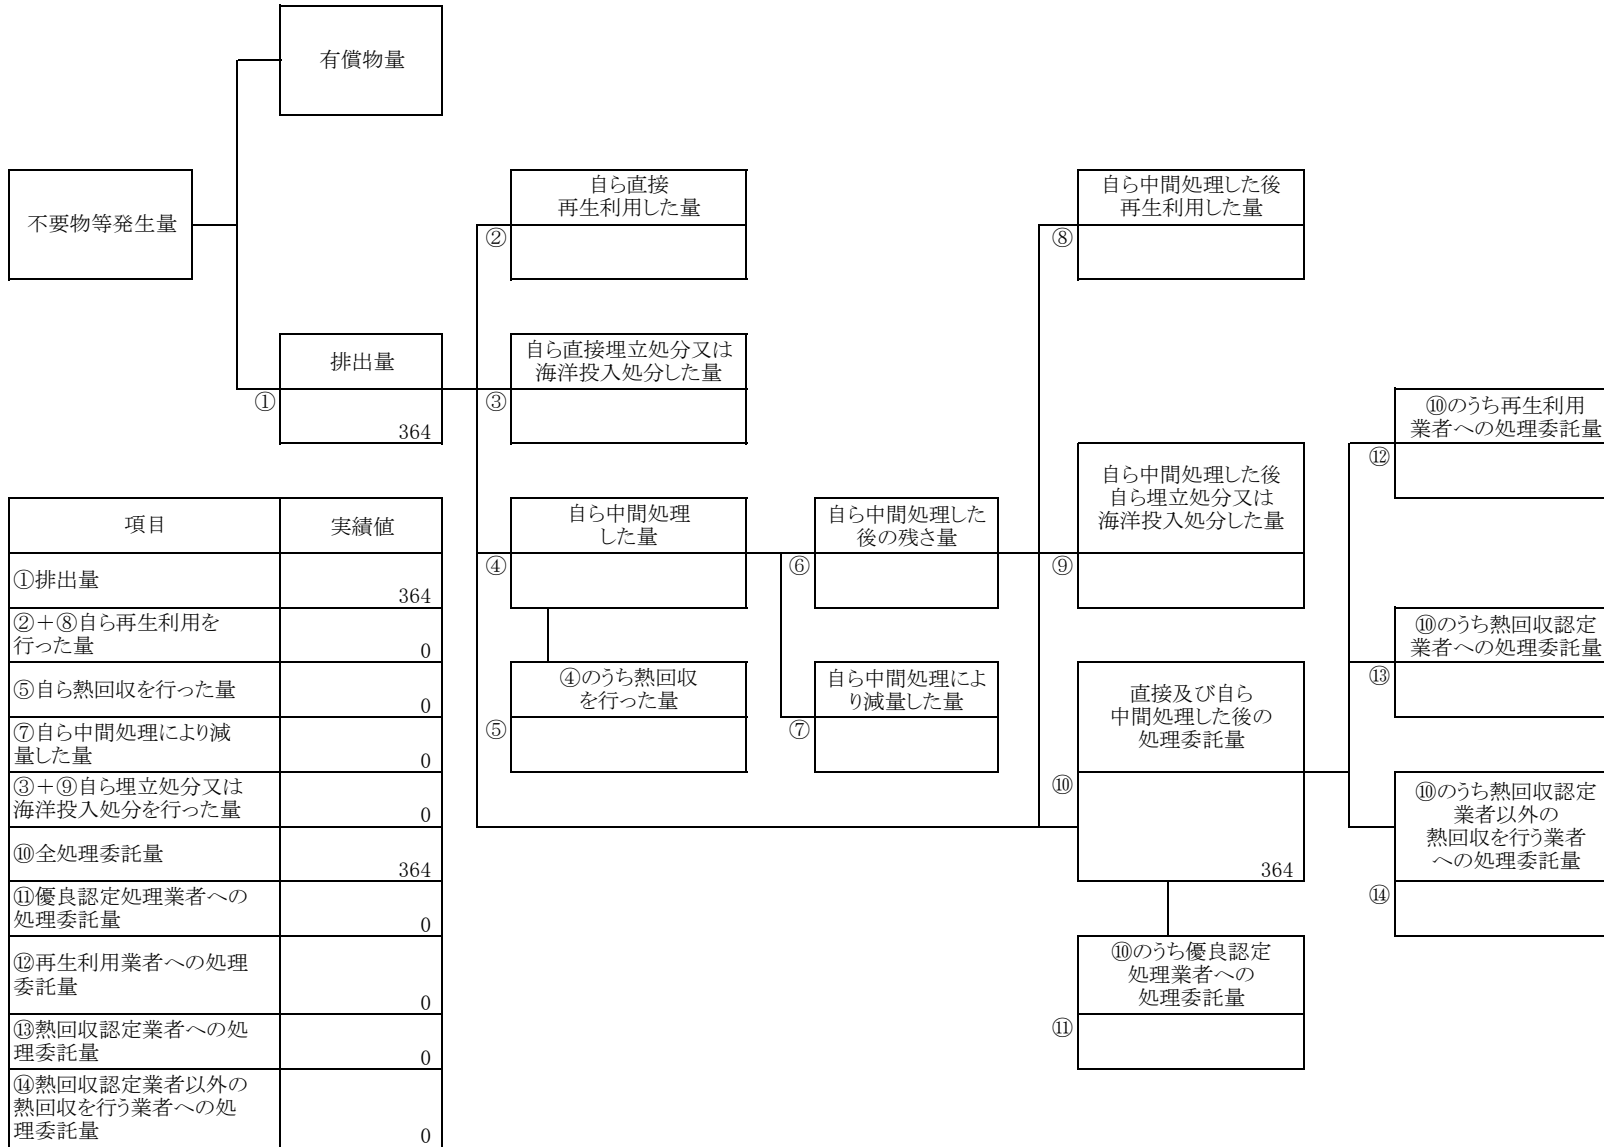 有償物量
不要物等発生量
自ら直接
再生利用した量
②
自ら中間処理した後
再生利用した量
⑧
排出量
①
364
自ら直接埋立処分又は
海洋投入処分した量
③
⑩のうち再生利用
業者への処理委託量
⑫
自ら中間処理
した量
④
自ら中間処理した
後の残さ量
⑥
自ら中間処理した後
自ら埋立処分又は
海洋投入処分した量
⑨
⑩のうち熱回収認定
業者への処理委託量
⑬
④のうち熱回収
を行った量
⑤
自ら中間処理によ
り減量した量
⑦
直接及び自ら
中間処理した後の
処理委託量
⑩
364
⑩のうち熱回収認定
業者以外の
熱回収を行う業者
への処理委託量
⑭
⑩のうち優良認定
処理業者への
処理委託量
⑪
項目 実績値
①排出量 364
②+⑧自ら再生利用を
行った量 0
⑤自ら熱回収を行った量 0
⑦自ら中間処理により減
量した量 0
③+⑨自ら埋立処分又は
海洋投入処分を行った量 0
⑩全処理委託量 364
⑪優良認定処理業者への
処理委託量 0
⑫再生利用業者への処理
委託量 0
⑬熱回収認定業者への処
理委託量 0
⑭熱回収認定業者以外の
熱回収を行う業者への処
理委託量 0